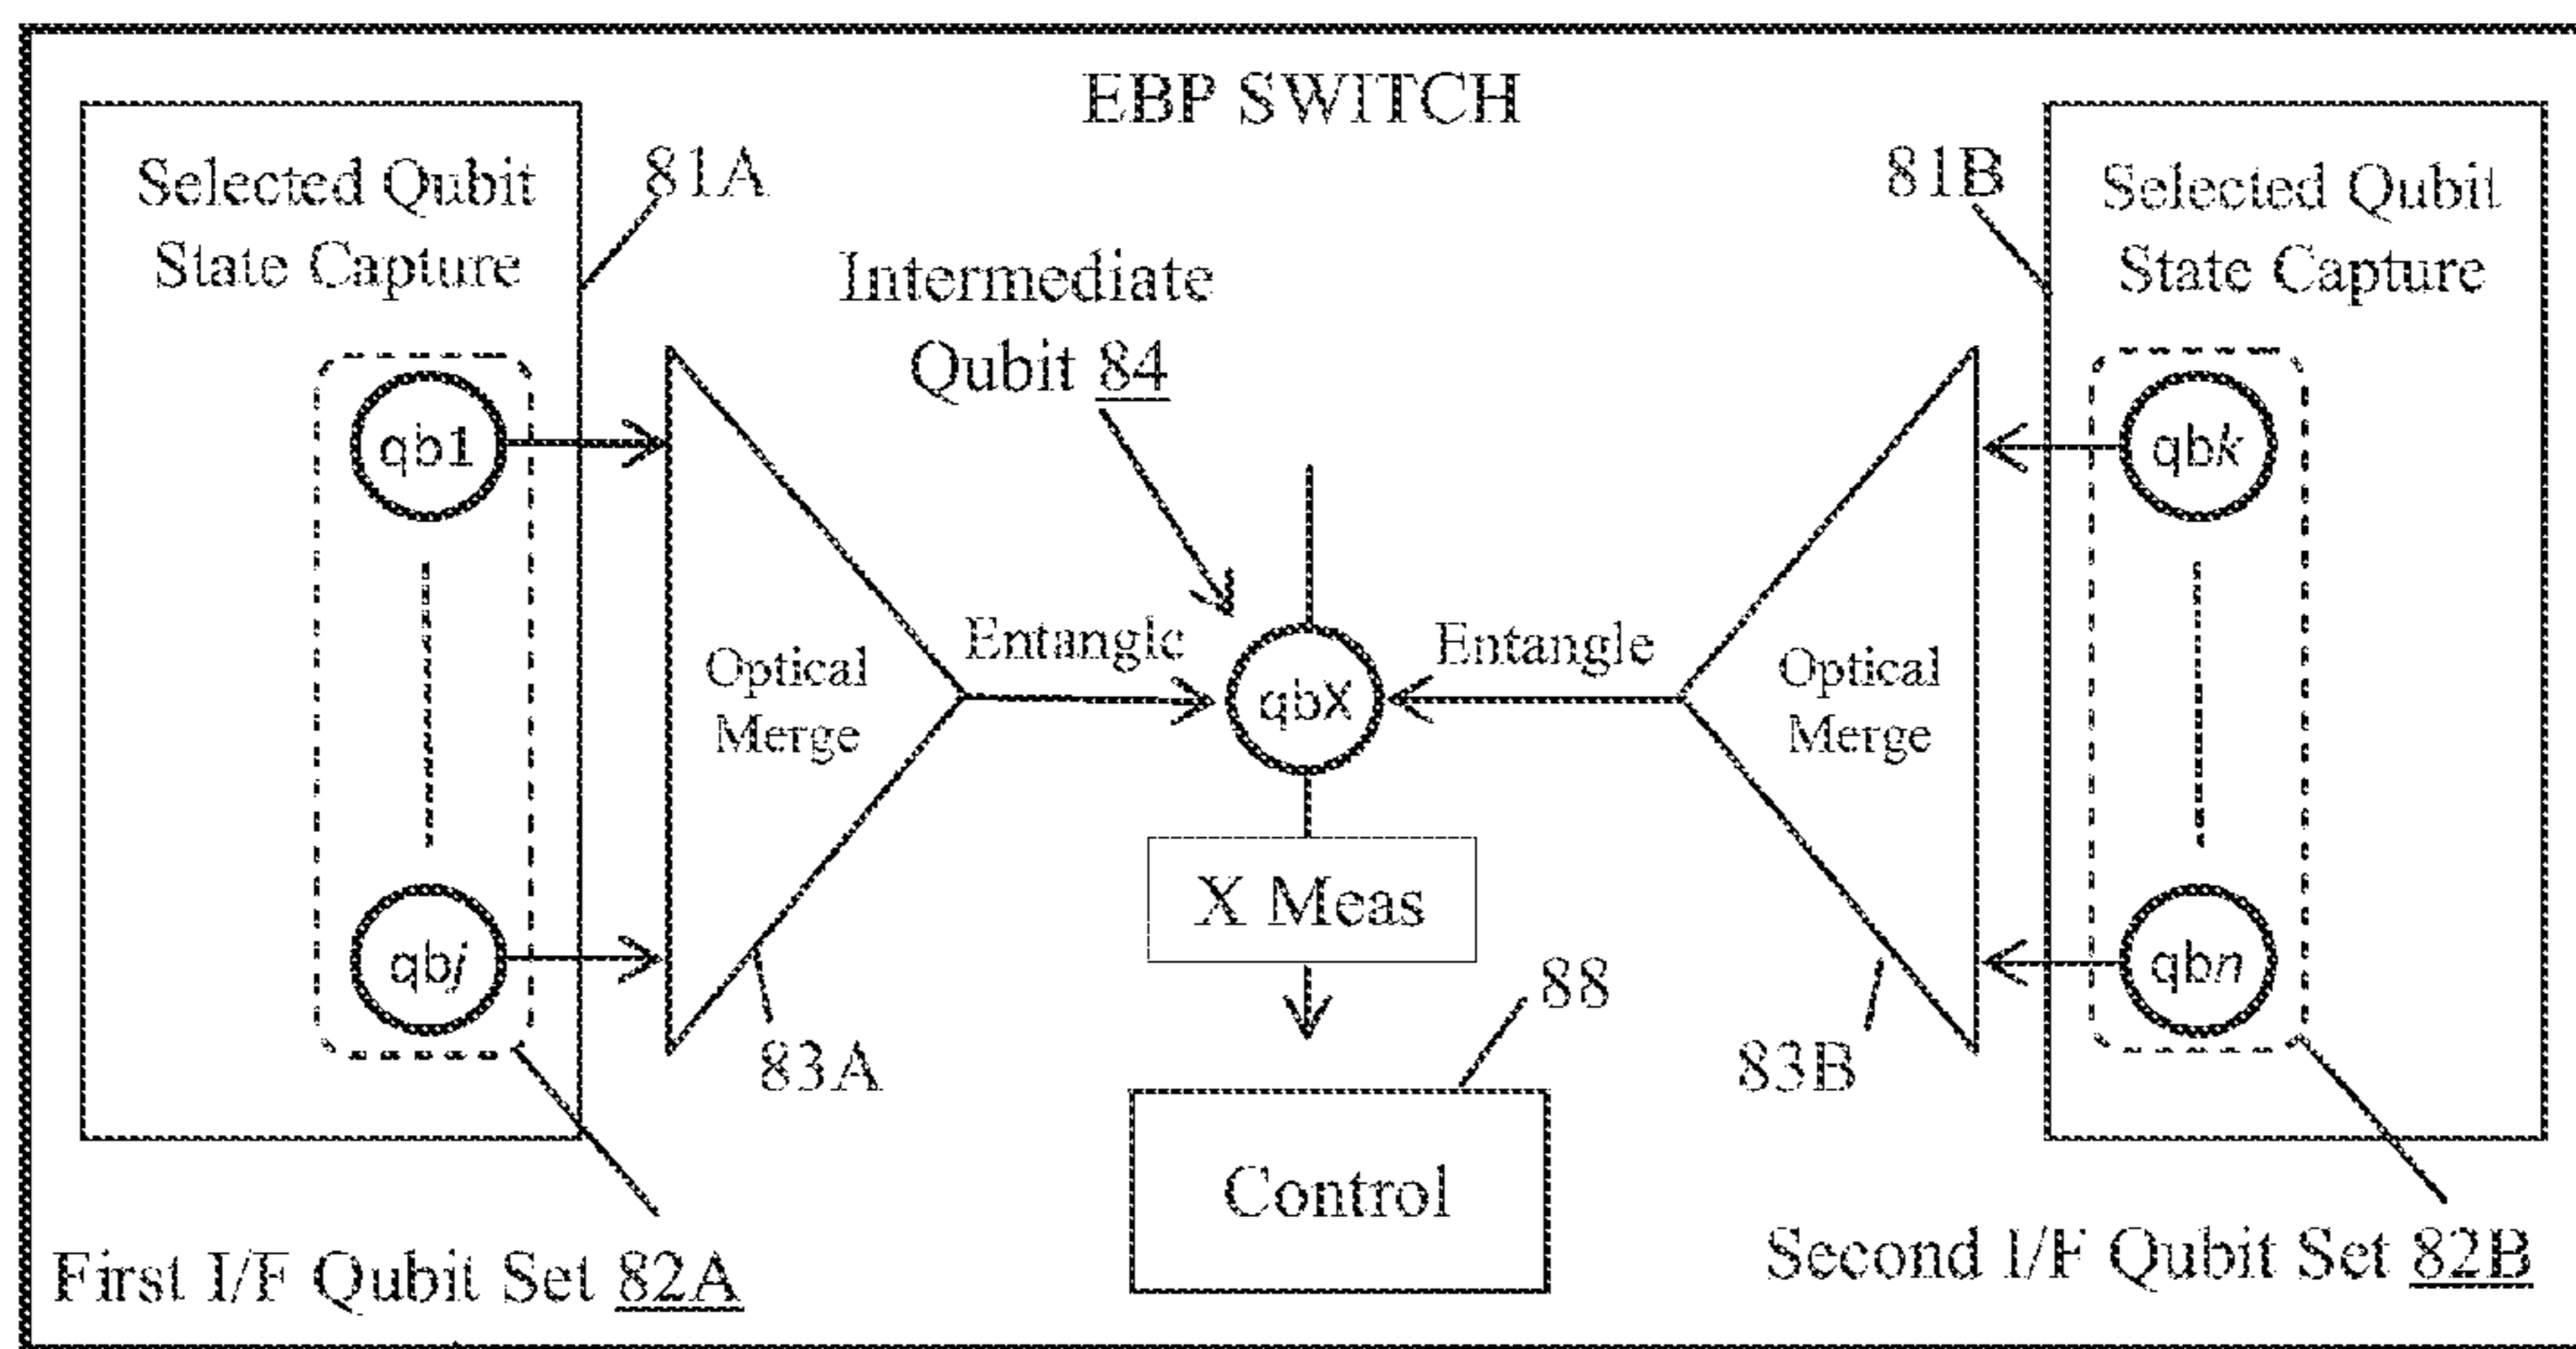 EBP SWITCH
Selected Qubit
State Capture
81A
81B
Selected Qubit
State Capture
Intermediate
Qubit 84
qb1
qbk
Entangle
Entangle
Optical
Merge
qbX
Optical
Merge
X Meas
qbj
qbn
88
83A
83B
Control
First I/F Qubit Set 82A
Second I/F Qubit Set 82B